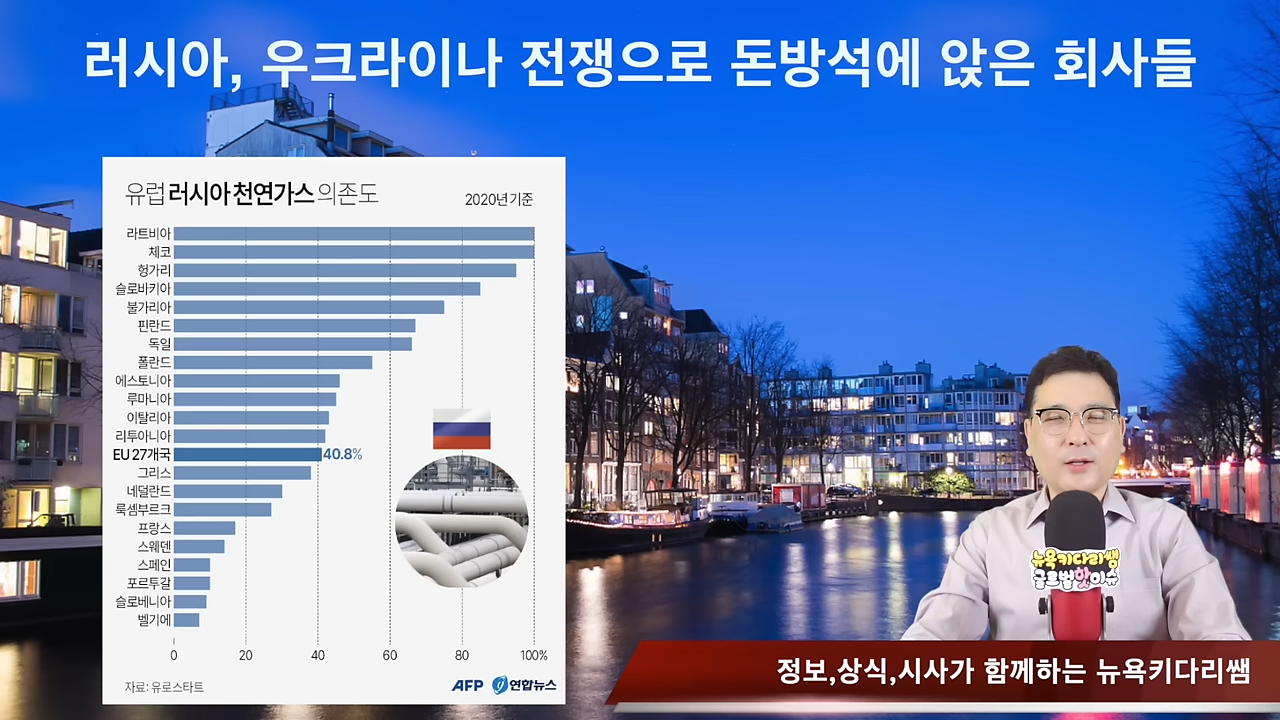 러시아, 우크라이나 전쟁으로 돈방석에 앉은 회사들
유럽 러시아 천연가스 의존도
2020년 기준
라트비아
체코
헝가리
슬로바키아
불가리아
핀란드
독일
폴란드
에스토니아
루마니아
이탈리아
리투아니아
EU 27개국 40.8%
그리스
네덜란드
룩셈부르크
프랑스
스웨덴
스페인
포르투갈
슬로베니아
벨기에
0 20 40 60 80 100%
자료: 유로스타트
AFP 연합뉴스
뉴욕키다리쌤
글로벌핫이슈
정보,상식,시사가 함께하는 뉴욕키다리쌤